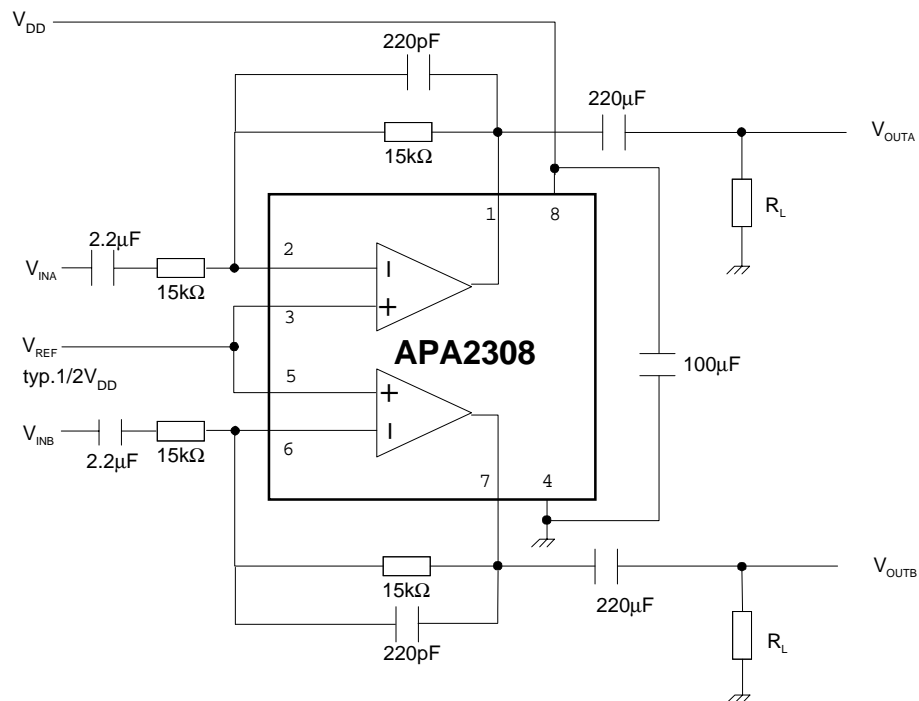 VDD
220pF
220µF
15kΩ
VOUTA
1
8
RL
2.2µF
2
VINA
15kΩ
3
VREF
APA2308
100µF
typ.1/2VDD
5
VINB
15kΩ
6
2.2µF
7
4
15kΩ
VOUTB
220µF
220pF
RL